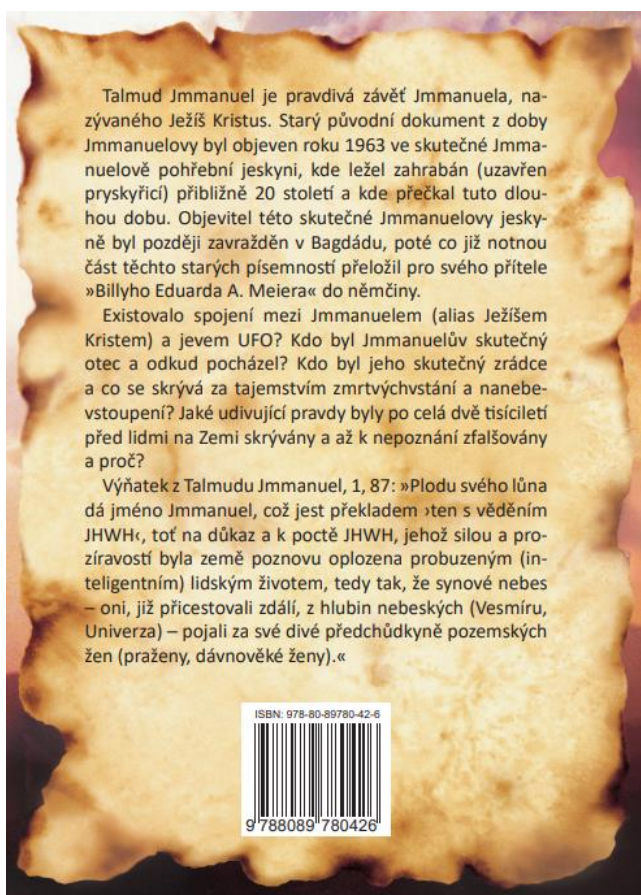 Talmud Jmmanuel je pravdivá závěť Jmmanuela, na-
zývaného Ježíš Kristus. Starý původní dokument z doby
Jmmanuelovy byl objeven roku 1963 ve skutečné Jmma-
nuelově pohřební jeskyni, kde ležel zahrabán (uzavřen
pryskyřicí) přibližně 20 století a kde přečkal tuto dlou-
hou dobu. Objevitel této skutečné Jmmanuelovy jesky-
ně byl později zavražděn v Bagdádu, poté co již notnou
část těchto starých písemností přeložil pro svého přítele
»Billyho Eduarda A. Meiera« do němčiny.
Existovalo spojení mezi Jmmanuelem (alias Ježíšem
Kristem) a jevem UFO? Kdo byl Jmmanuelův skutečný
otec a odkud pocházel? Kdo byl jeho skutečný zrádce
a co se skrývá za tajemstvím zmrtvýchvstání a nanebe-
vstoupení? Jaké udivující pravdy byly po celá dvě tisíciletí
před lidmi na Zemi skrývány a až k nepoznání zfalšovány
a proč?
Výňatek z Talmudu Jmmanuel, 1, 87: »Plodu svého lůna
dá jméno Jmmanuel, což jest překladem ›ten s věděním
JHWH‹, toť na důkaz a k poctě JHWH, jehož silou a pro-
zíravostí byla země poznovu oplozena probuzeným (in-
teligentním) lidským životem, tedy tak, že synové nebes
– oni, již přicestovali zdálí, z hlubin nebeských (Vesmíru,
Univerza) – pojali za své divé předchůdkyně pozemských
žen (praženy, dávnověké ženy).«
ISBN: 978-80-89780-42-6
9 788089 780426